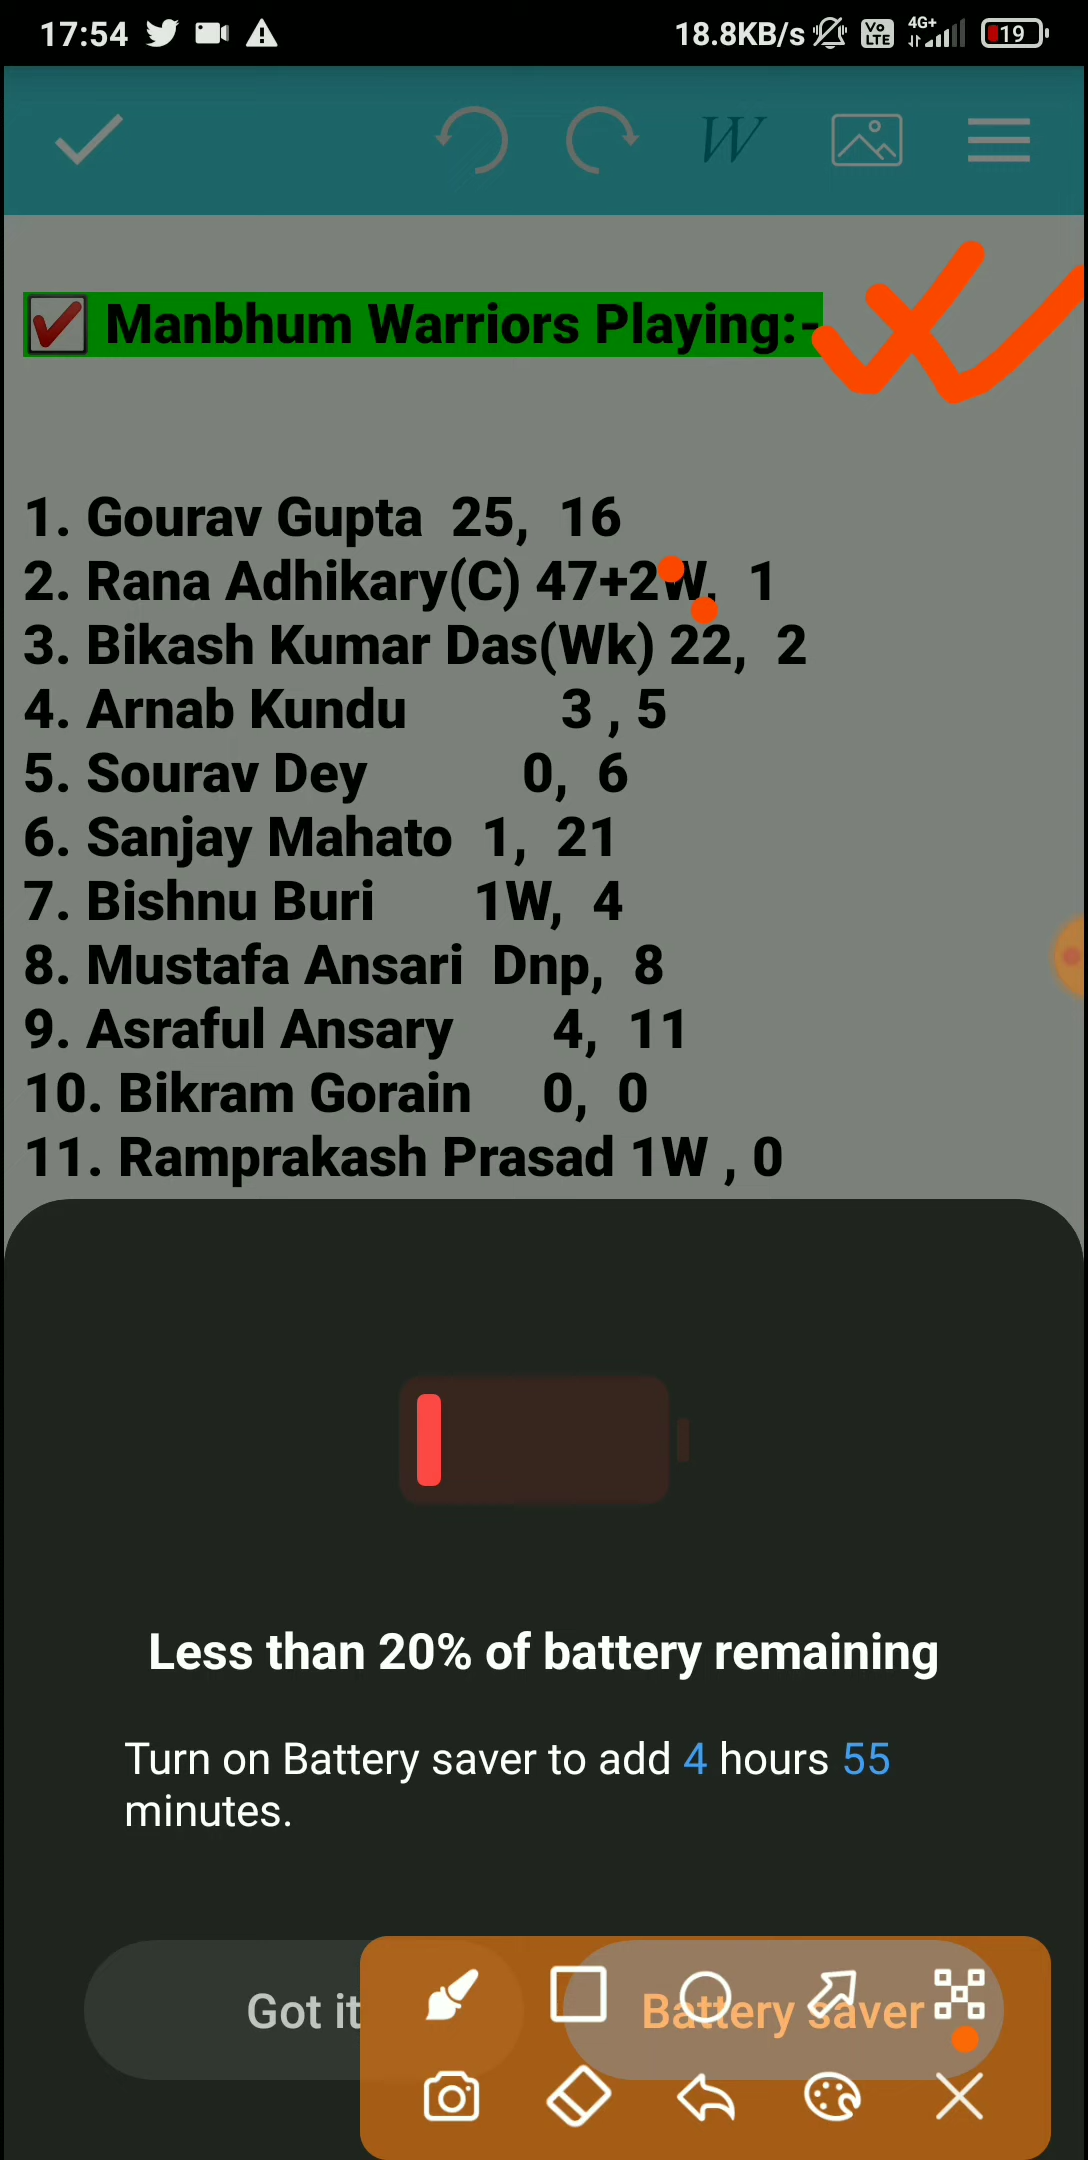 17:54 18.8KB/s Vo LTE 4G+ 19
W
Manbhum Warriors Playing:-
1. Gourav Gupta 25, 16
2. Rana Adhikary(C) 47+2W, 1
3. Bikash Kumar Das(Wk) 22, 2
4. Arnab Kundu 3 , 5
5. Sourav Dey 0, 6
6. Sanjay Mahato 1, 21
7. Bishnu Buri 1W, 4
8. Mustafa Ansari Dnp, 8
9. Asraful Ansary 4, 11
10. Bikram Gorain 0, 0
11. Ramprakash Prasad 1W , 0
Less than 20% of battery remaining
Turn on Battery saver to add 4 hours 55
minutes.
Got it Battery saver